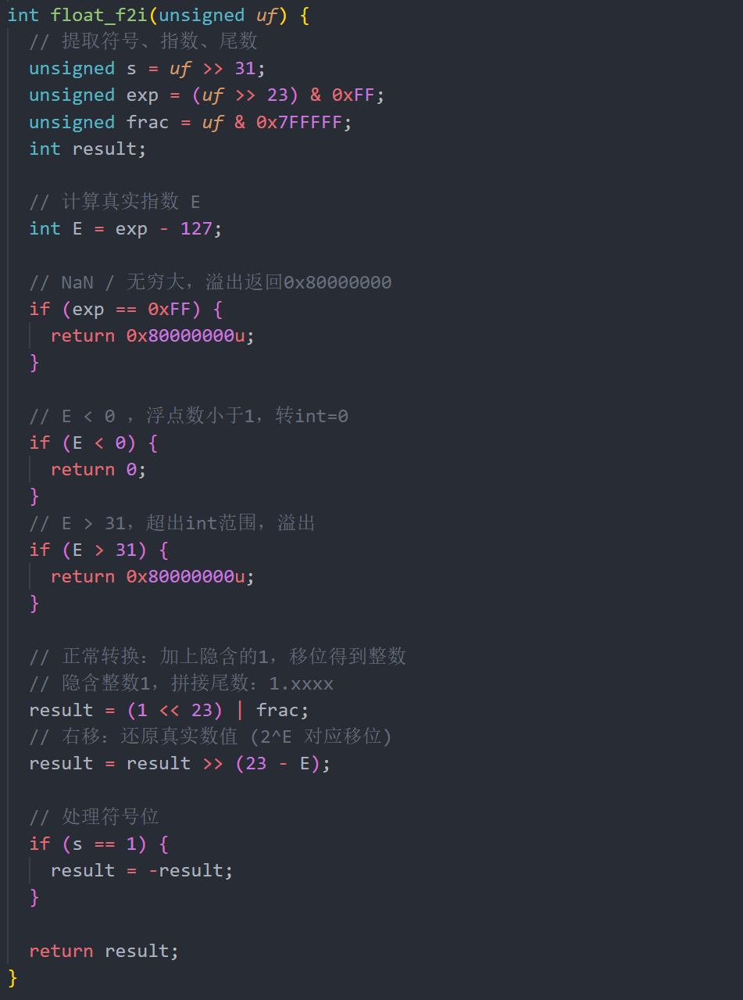 int float_f2i(unsigned uf) {
  // 提取符号、指数、尾数
  unsigned s = uf >> 31;
  unsigned exp = (uf >> 23) & 0xFF;
  unsigned frac = uf & 0x7FFFFF;
  int result;

  // 计算真实指数 E
  int E = exp - 127;

  // NaN / 无穷大，溢出返回0x80000000
  if (exp == 0xFF) {
    return 0x80000000u;
  }

  // E < 0 ，浮点数小于1，转int=0
  if (E < 0) {
    return 0;
  }
  // E > 31，超出int范围，溢出
  if (E > 31) {
    return 0x80000000u;
  }

  // 正常转换：加上隐含的1，移位得到整数
  // 隐含整数1，拼接尾数：1.xxxx
  result = (1 << 23) | frac;
  // 右移：还原真实数值 (2^E 对应移位)
  result = result >> (23 - E);

  // 处理符号位
  if (s == 1) {
    result = -result;
  }

  return result;
}